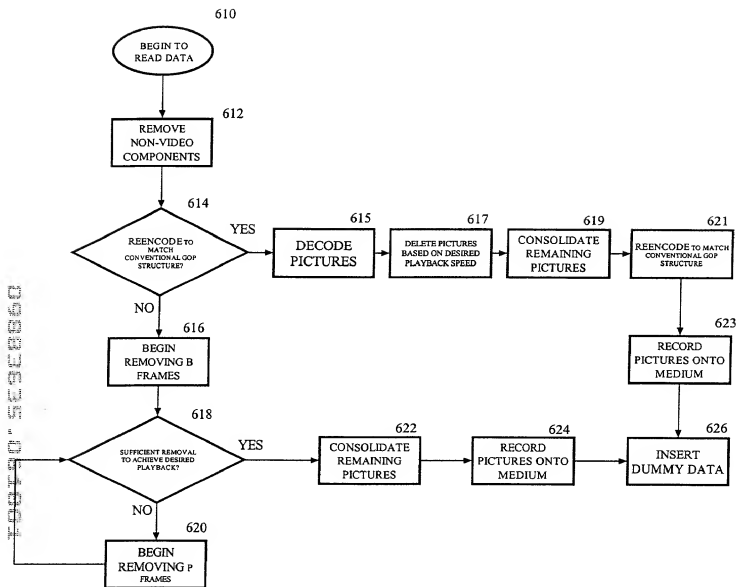 610
BEGIN TO
READ DATA
612
REMOVE
NON-VIDEO
COMPONENTS
614
REENCODE TO
MATCH
CONVENTIONAL GOP
STRUCTURE?
YES
615
DECODE
PICTURES
617
DELETE PICTURES
BASED ON DESIRED
PLAYBACK SPEED
619
CONSOLIDATE
REMAINING
PICTURES
621
REENCODE TO MATCH
CONVENTIONAL GOP
STRUCTURE
NO
616
BEGIN
REMOVING B
FRAMES
623
RECORD
PICTURES ONTO
MEDIUM
618
SUFFICIENT REMOVAL
TO ACHIEVE DESIRED
PLAYBACK?
YES
622
CONSOLIDATE
REMAINING
PICTURES
624
RECORD
PICTURES ONTO
MEDIUM
626
INSERT
DUMMY DATA
NO
620
BEGIN
REMOVING P
FRAMES